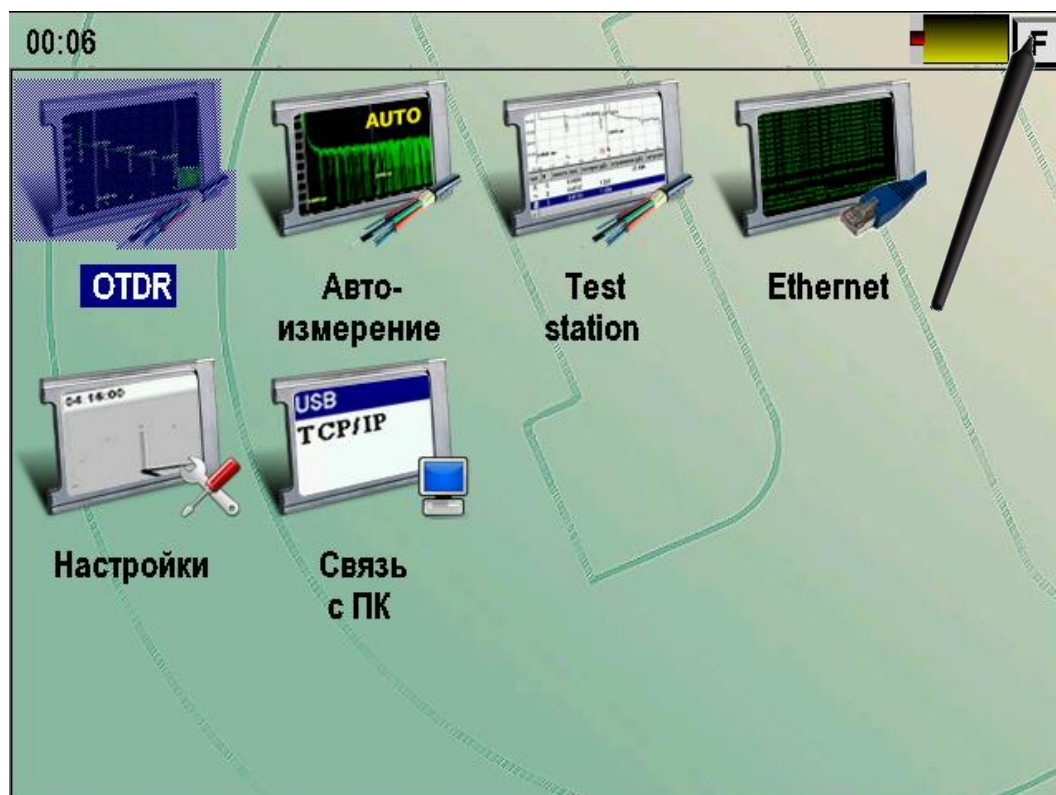 00:06
F
AUTO
OTDR
Авто-
измерение
Test
station
Ethernet
04:16:00
USB
TCP/IP
Настройки
Связь
с ПК